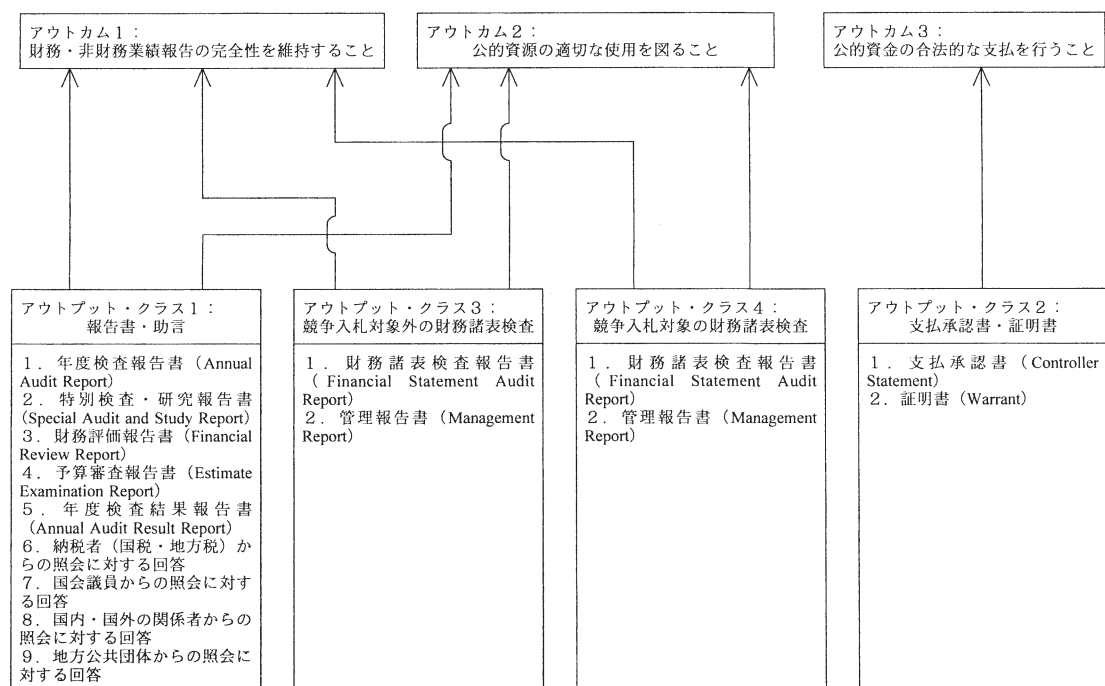 アウトカム1：
財務・非財務業績報告の完全性を維持すること
アウトカム2：
公的資源の適切な使用を図ること
アウトカム3：
公的資金の合法的な支払を行うこと
アウトプット・クラス1：
報告書・助言
1．年度検査報告書（Annual
Audit Report）
2．特別検査・研究報告書
（Special Audit and Study Report）
3．財務評価報告書（Financial
Review Report）
4．予算審査報告書（Estimate
Examination Report）
5．年度検査結果報告書
（Annual Audit Result Report）
6．納税者（国税・地方税）か
らの照会に対する回答
7．国会議員からの照会に対す
る回答
8．国内・国外の関係者からの
照会に対する回答
9．地方公共団体からの照会に
対する回答
アウトプット・クラス3：
競争入札対象外の財務諸表検査
1．財務諸表検査報告書
（Financial Statement Audit
Report）
2．管理報告書（Management
Report）
アウトプット・クラス4：
競争入札対象の財務諸表検査
1．財務諸表検査報告書
（Financial Statement Audit
Report）
2．管理報告書（Management
Report）
アウトプット・クラス2：
支払承認書・証明書
1．支払承認書（Controller
Statement）
2．証明書（Warrant）